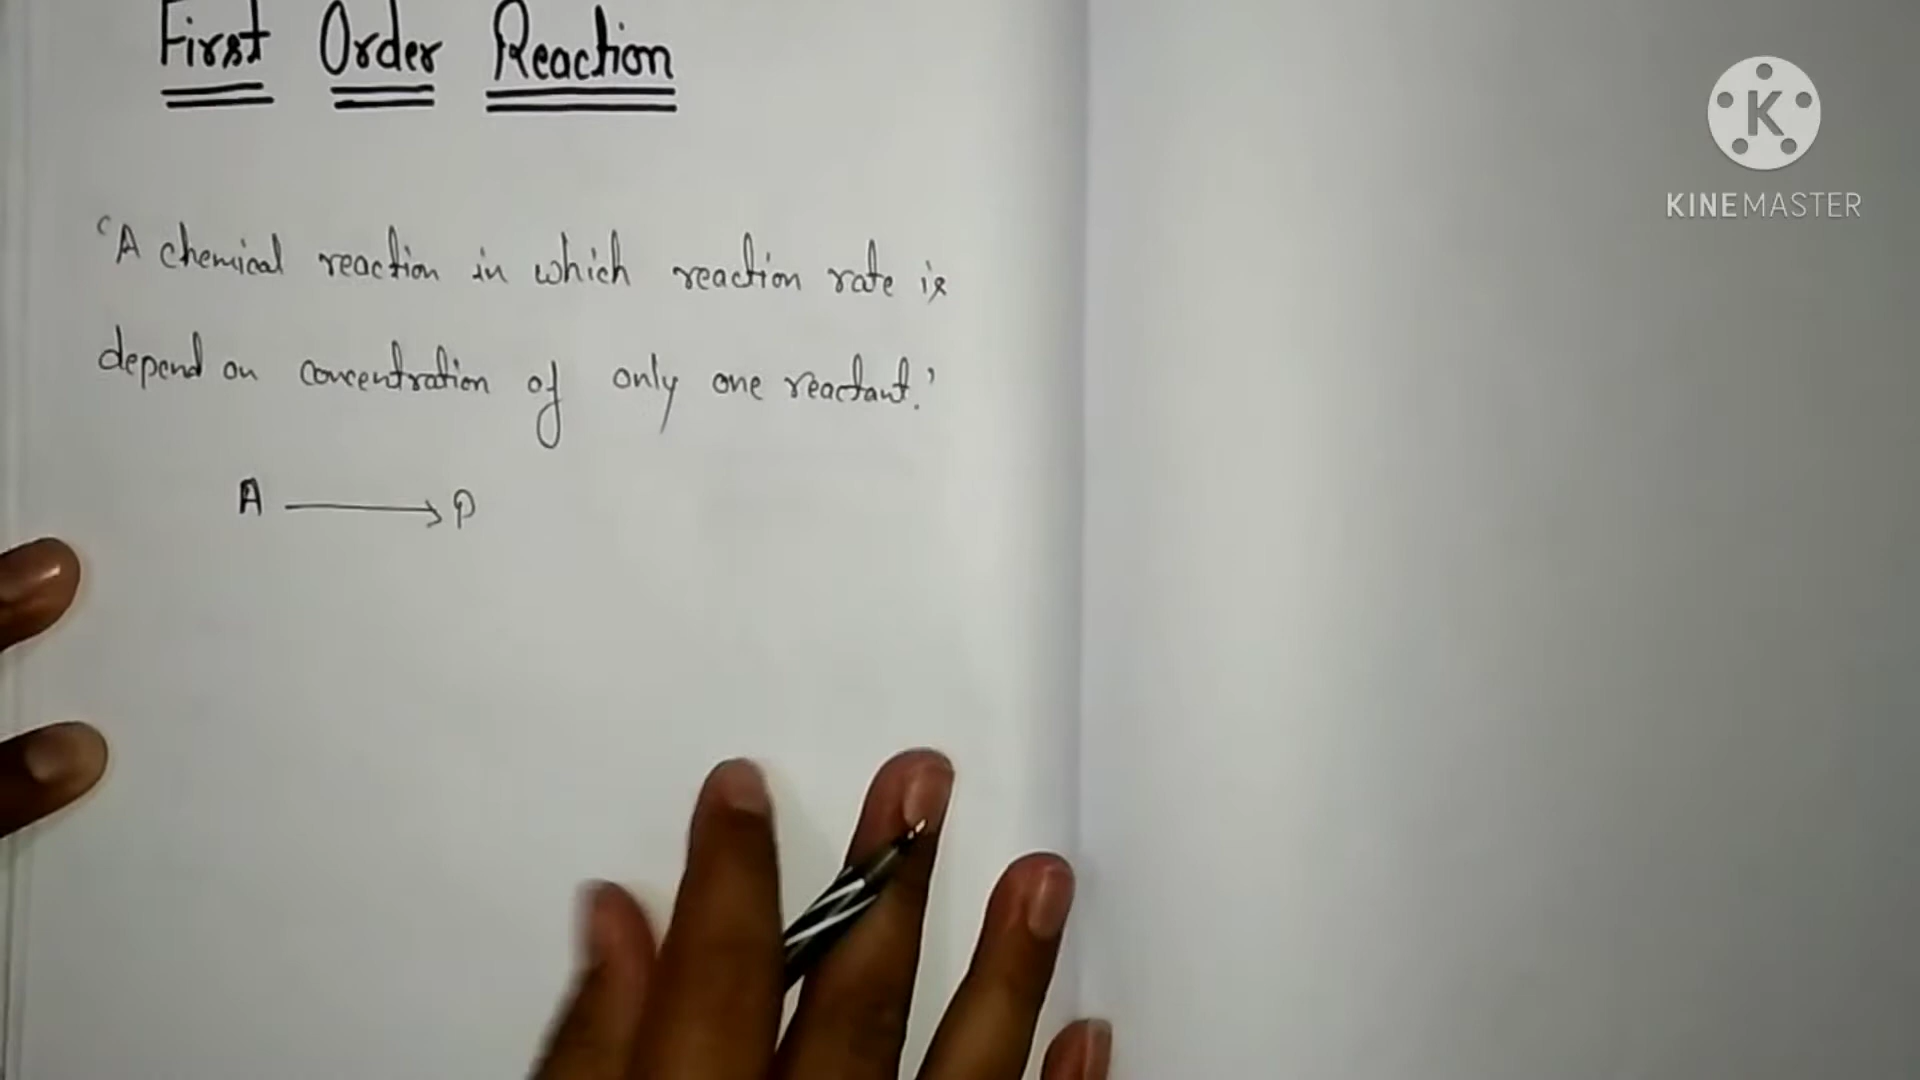 First Order Reaction
K
KINEMASTER
'A chemical reaction in which reaction rate is
depend on concentration of only one reactant.'
A ⟶ P